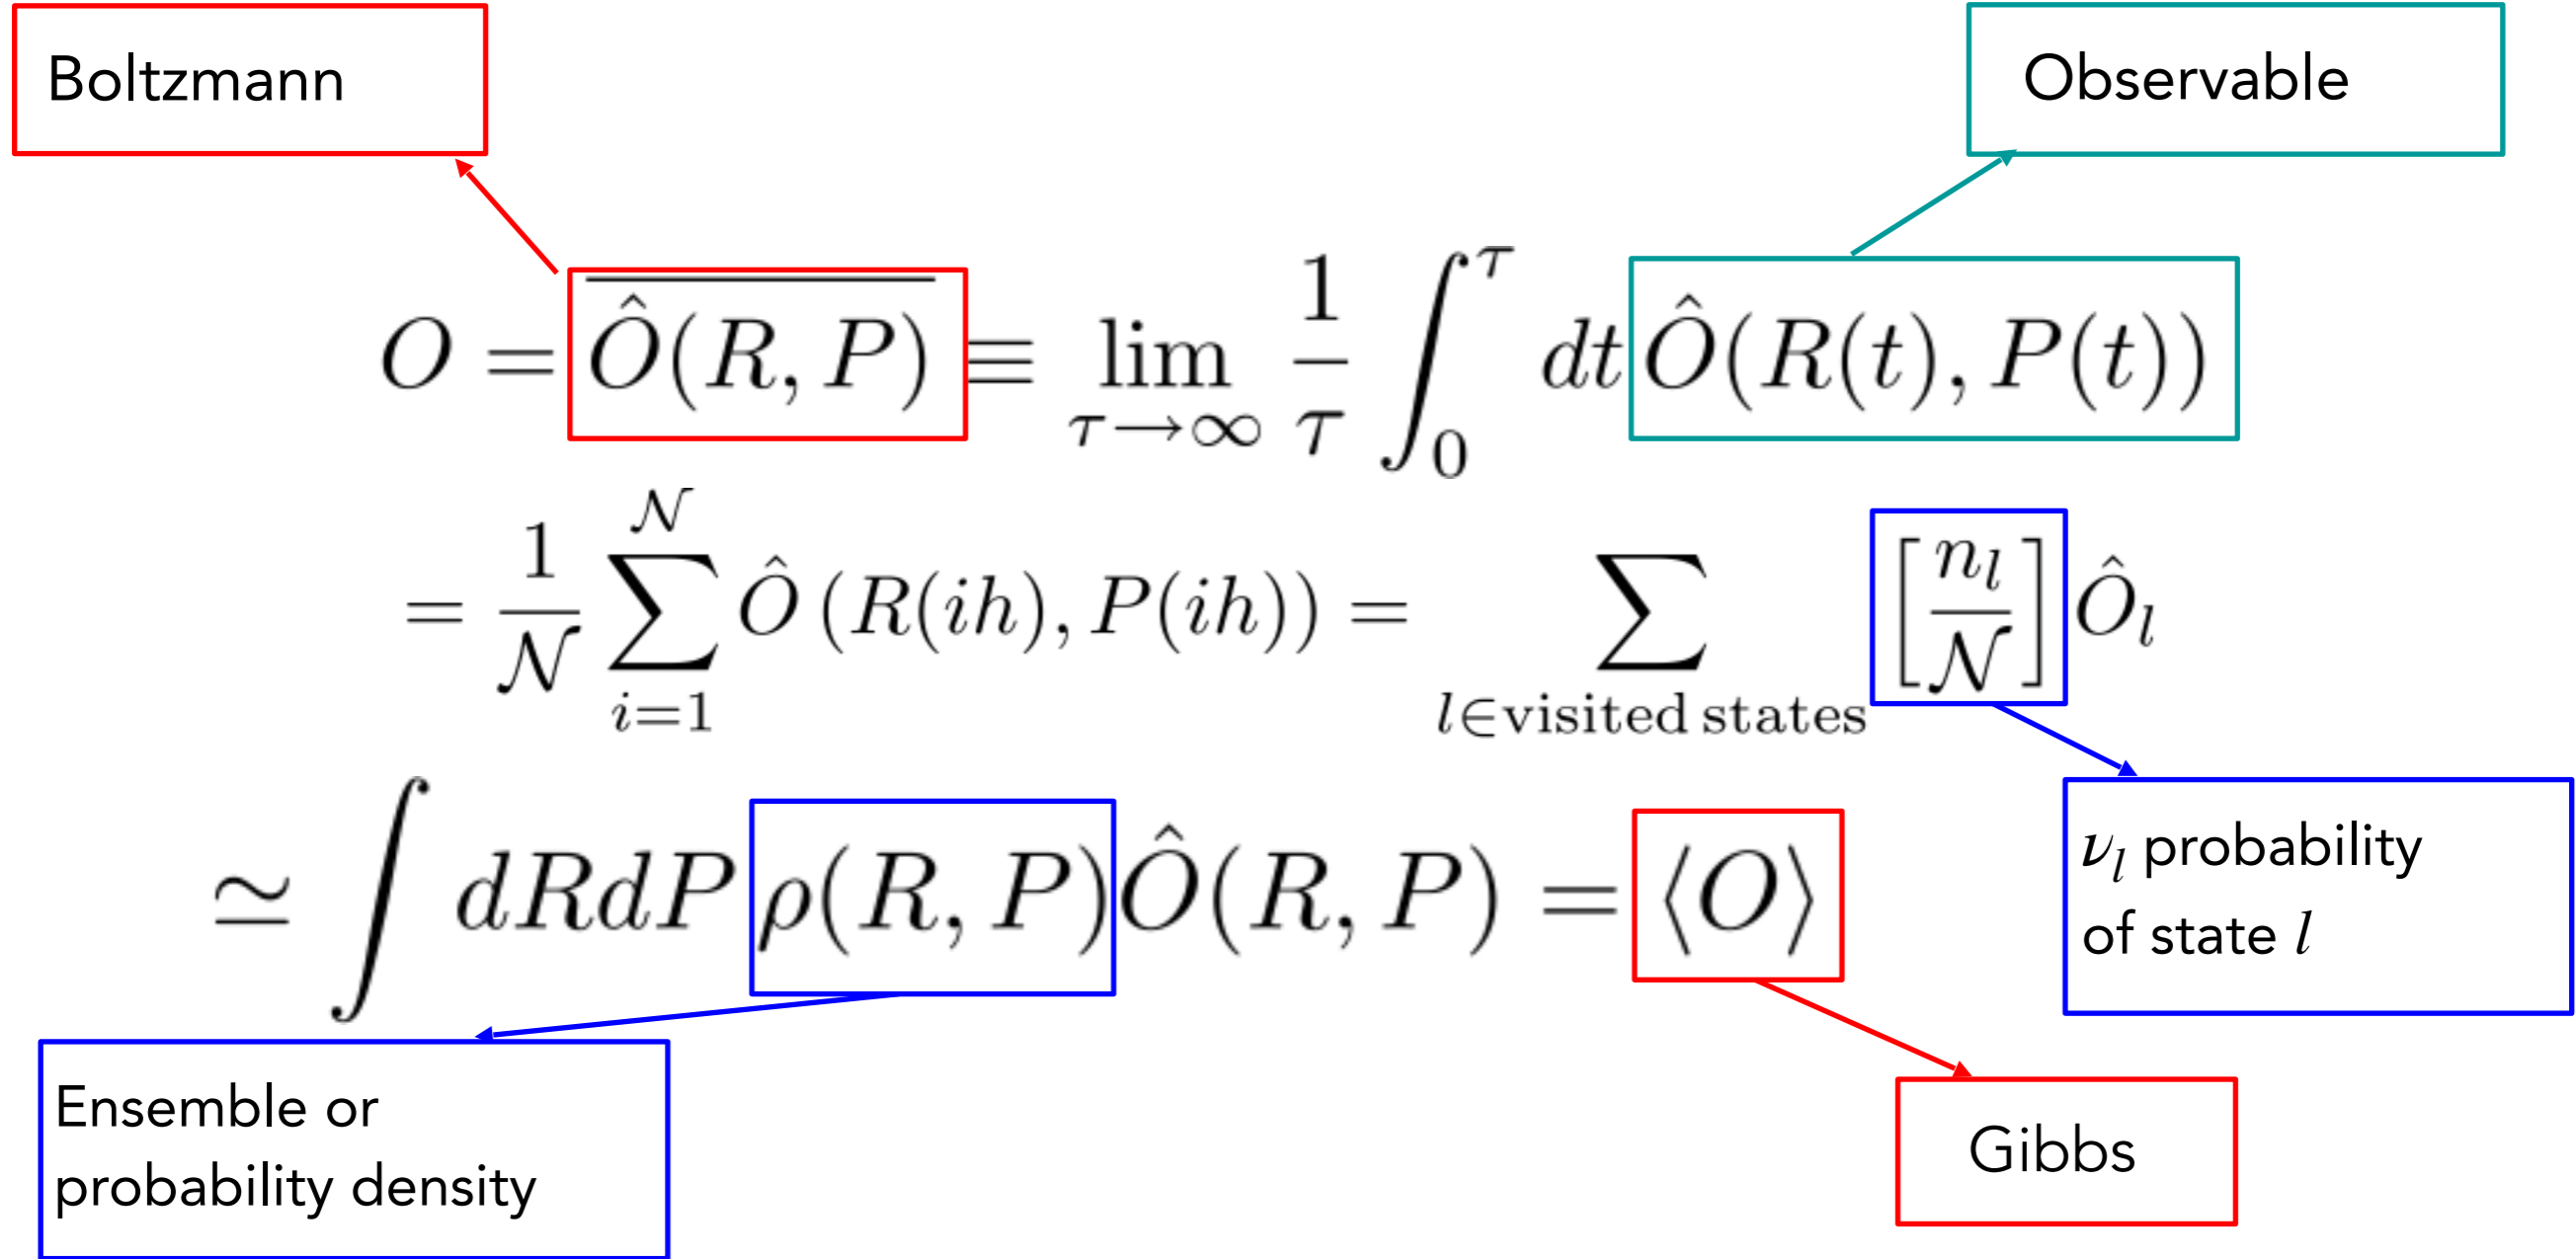 Boltzmann
Observable
$O = \overline{\hat{O}(R, P)} \equiv \lim_{\tau \to \infty} \frac{1}{\tau} \int_0^\tau dt \hat{O}(R(t), P(t))$
$= \frac{1}{\mathcal{N}} \sum_{i=1}^{\mathcal{N}} \hat{O}\left(R(ih), P(ih)\right) = \sum_{l \in \text{visited states}} \left[\frac{n_l}{\mathcal{N}}\right] \hat{O}_l$
$\simeq \int dRdP \rho(R, P) \hat{O}(R, P) = \langle O \rangle$
$\nu_l$ probability
of state $l$
Ensemble or
probability density
Gibbs